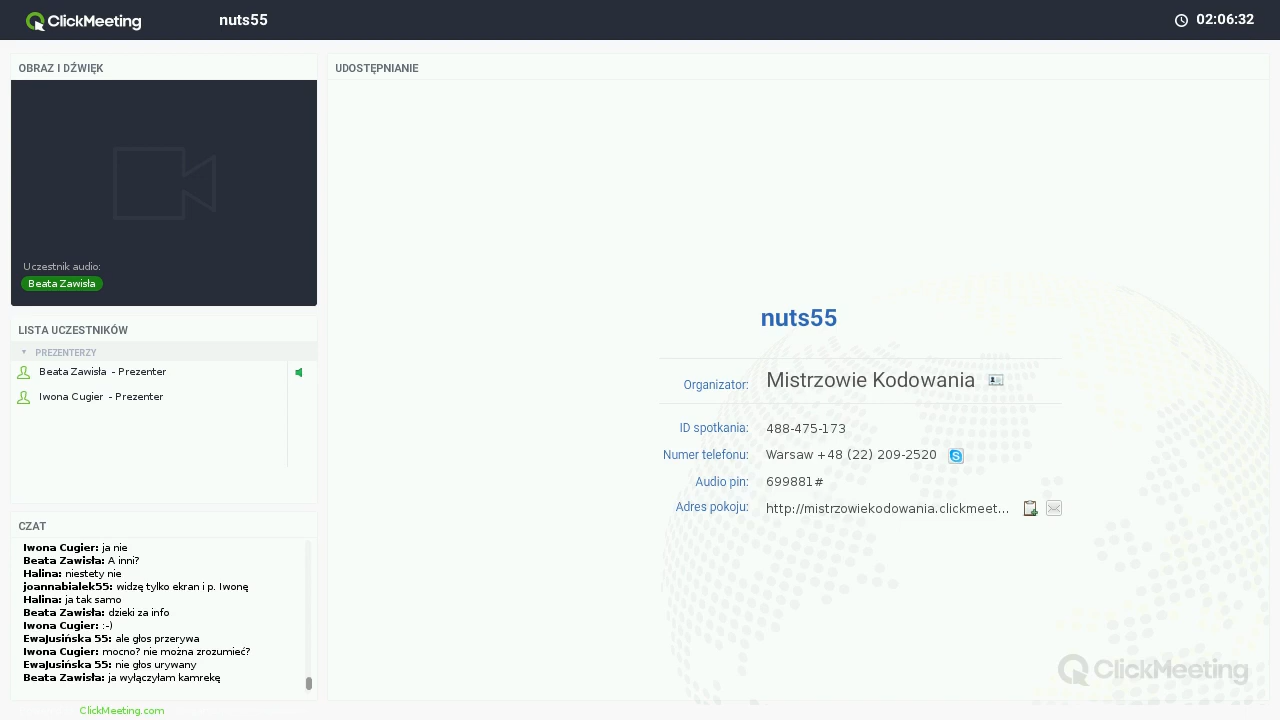 ClickMeeting
nuts55
02:06:32
OBRAZ I DŹWIĘK
Uczestnik audio:
Beata Zawisła
LISTA UCZESTNIKÓW
PREZENTERZY
Beata Zawisła - Prezenter
Iwona Cugier - Prezenter
CZAT
Iwona Cugier: ja nie
Beata Zawisła: A inni?
Halina: niestety nie
joannabialek55: widzę tylko ekran i p. Iwonę
Halina: ja tak samo
Beata Zawisła: dzieki za info
Iwona Cugier: :-)
EwaJusińska 55: ale głos przerywa
Iwona Cugier: mocno? nie można zrozumieć?
EwaJusińska 55: nie głos urywany
Beata Zawisła: ja wyłączyłam kamrekę
ClickMeeting.com
UDOSTĘPNIANIE
nuts55
Organizator: Mistrzowie Kodowania
ID spotkania: 488-475-173
Numer telefonu: Warsaw +48 (22) 209-2520
Audio pin: 699881#
Adres pokoju: http://mistrzowiekodowania.clickmeet...
ClickMeeting